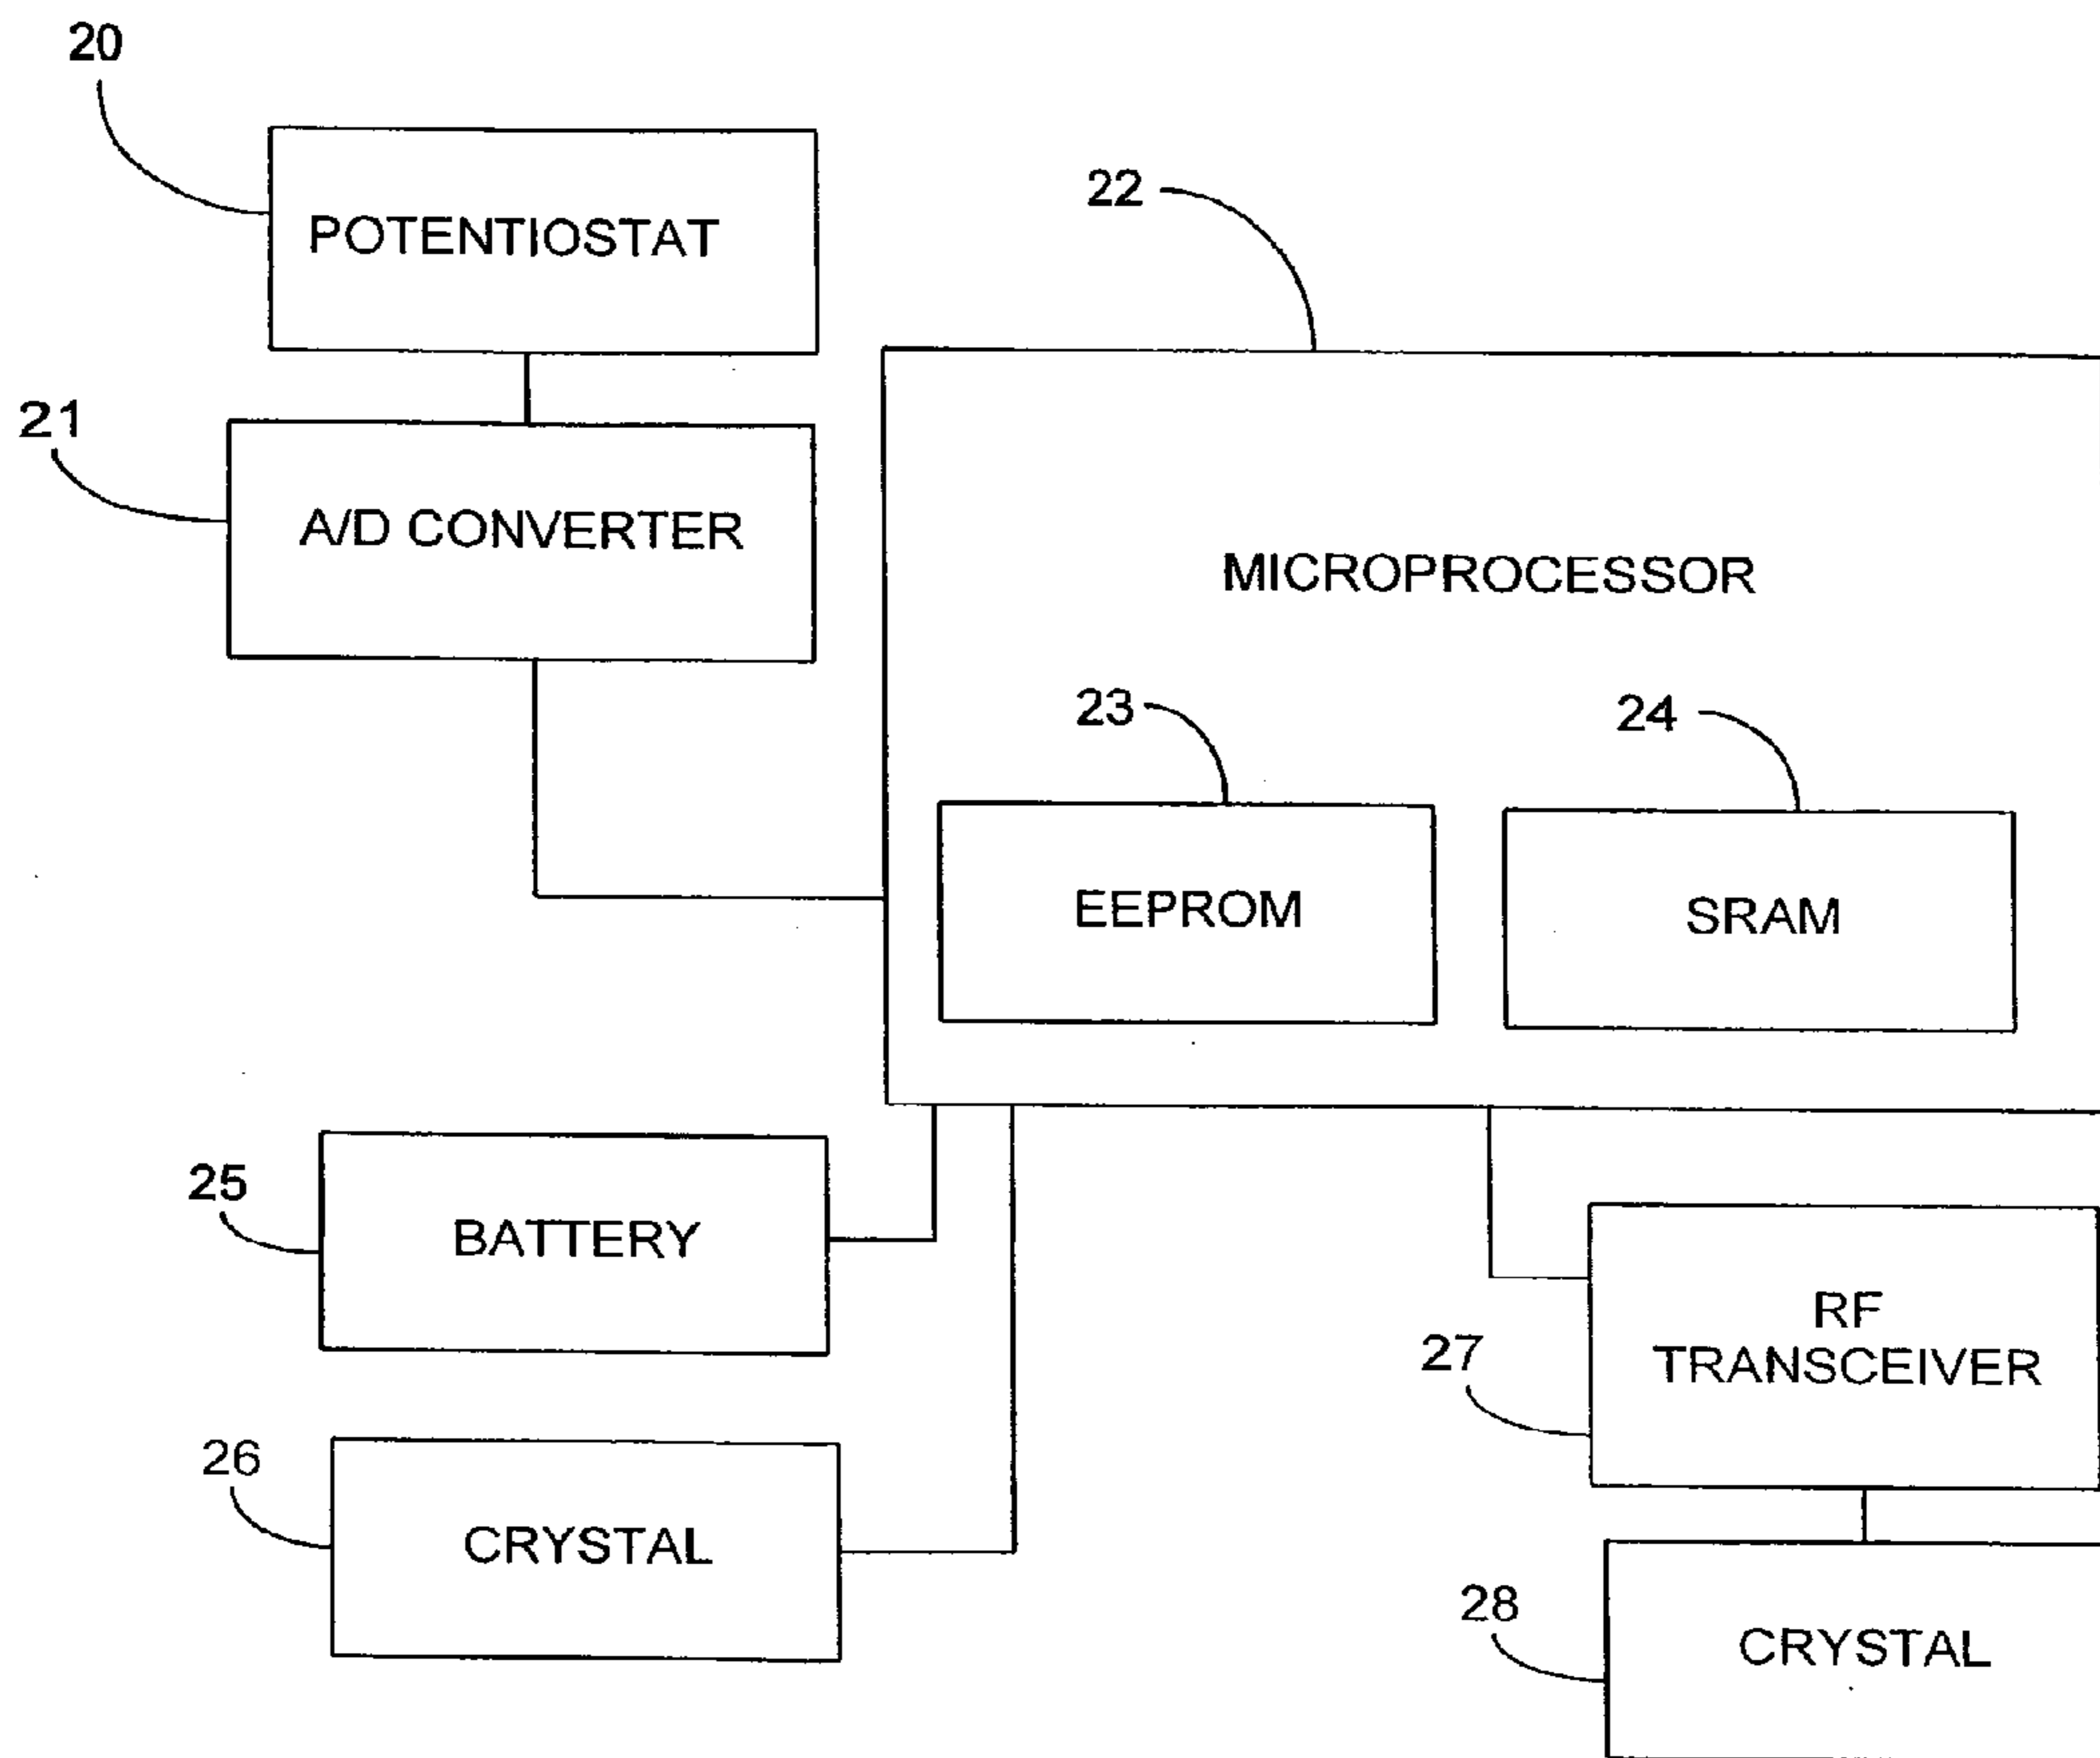 20
POTENTIOSTAT
22
21
A/D CONVERTER
MICROPROCESSOR
23
24
EEPROM
SRAM
25
BATTERY
RF
TRANSCEIVER
27
26
CRYSTAL
28
CRYSTAL